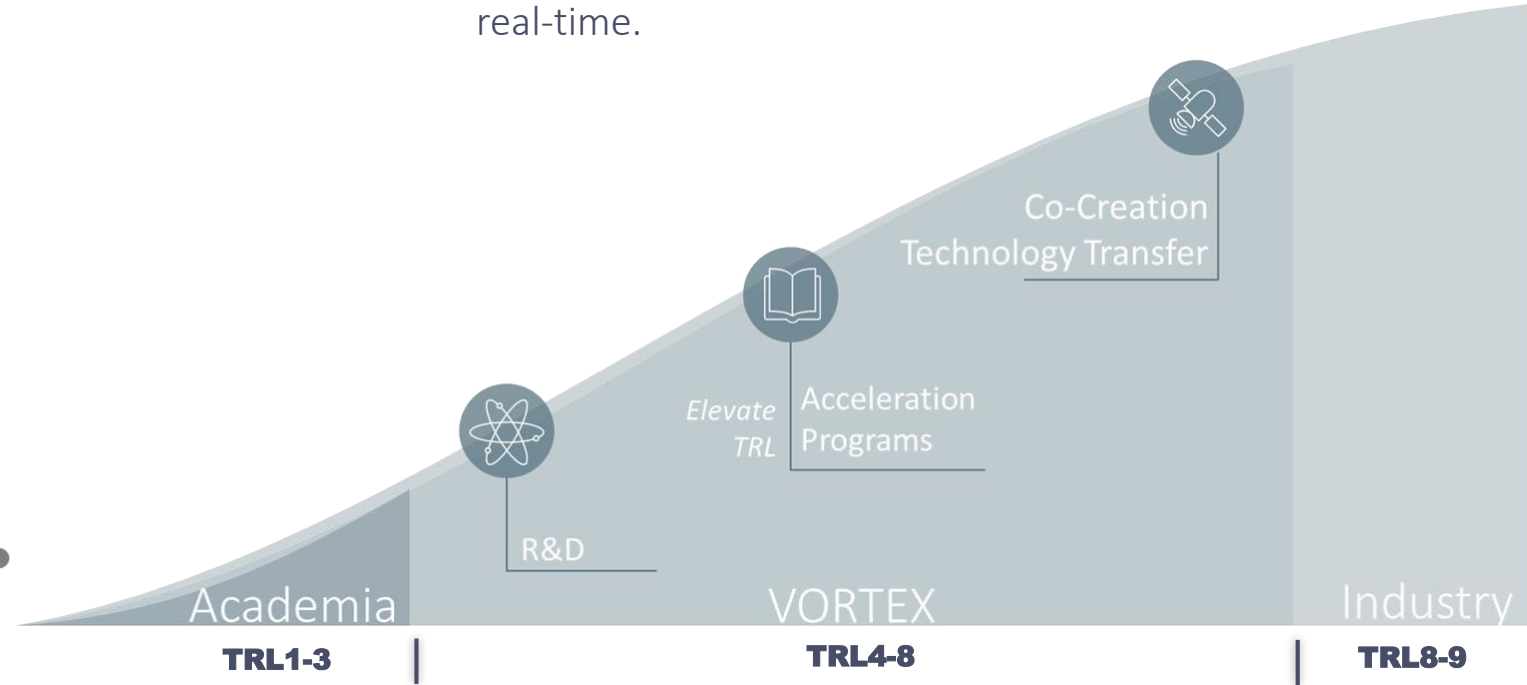 real-time.
Co-Creation
Technology Transfer
Elevate
TRL
Acceleration
Programs
R&D
Academia
VORTEX
Industry
TRL1-3
TRL4-8
TRL8-9